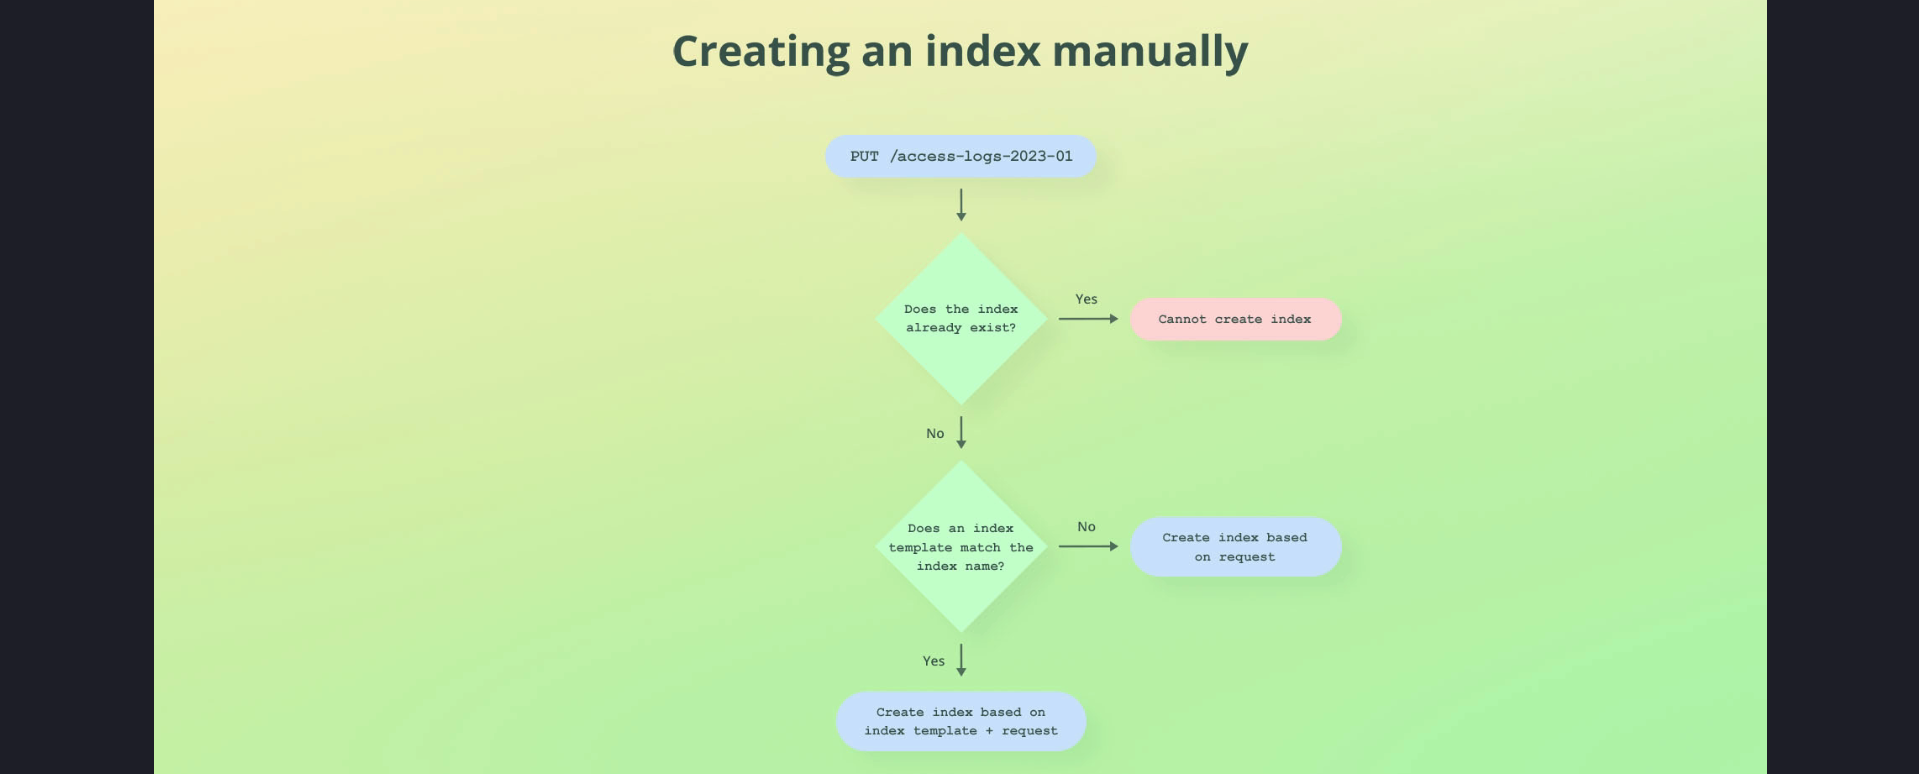 Creating an index manually
PUT /access-logs-2023-01
Does the index
already exist?
Yes
Cannot create index
No
Does an index
template match the
index name?
No
Create index based
on request
Yes
Create index based on
index template + request